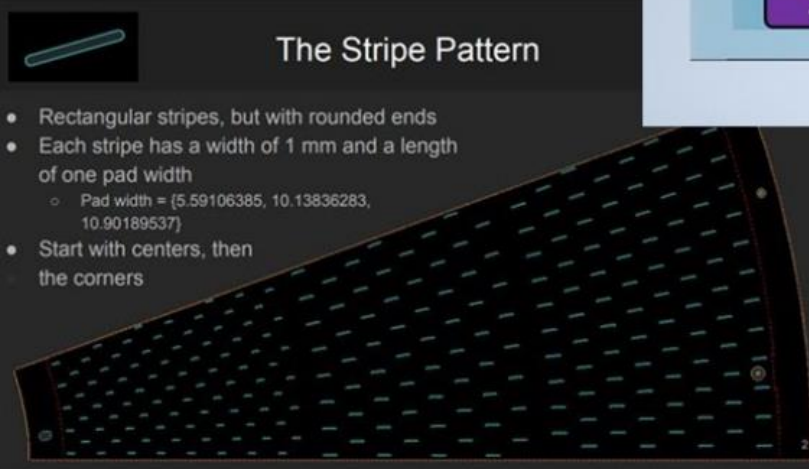 The Stripe Pattern
Rectangular stripes, but with rounded ends
Each stripe has a width of 1 mm and a length
of one pad width
Pad width = {5.59106385, 10.13836283,
10.90189537}
Start with centers, then
the corners
2